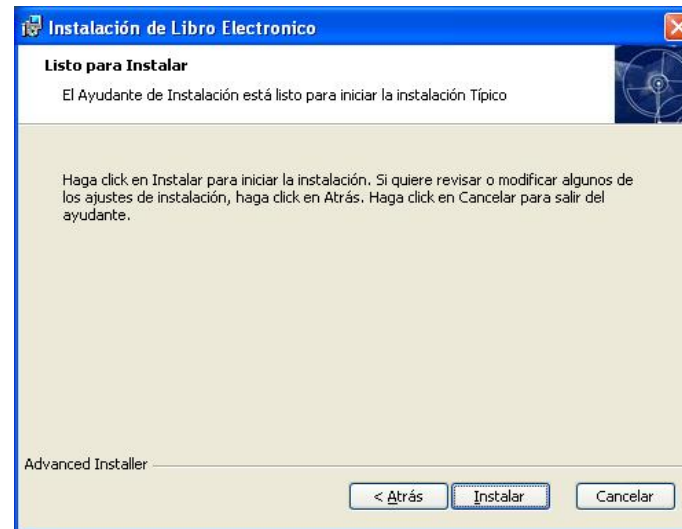 Instalación de Libro Electronico
Listo para Instalar
El Ayudante de Instalación está listo para iniciar la instalación Típico
Haga click en Instalar para iniciar la instalación. Si quiere revisar o modificar algunos de
los ajustes de instalación, haga click en Atrás. Haga click en Cancelar para salir del
ayudante.
Advanced Installer
< Atrás Instalar Cancelar